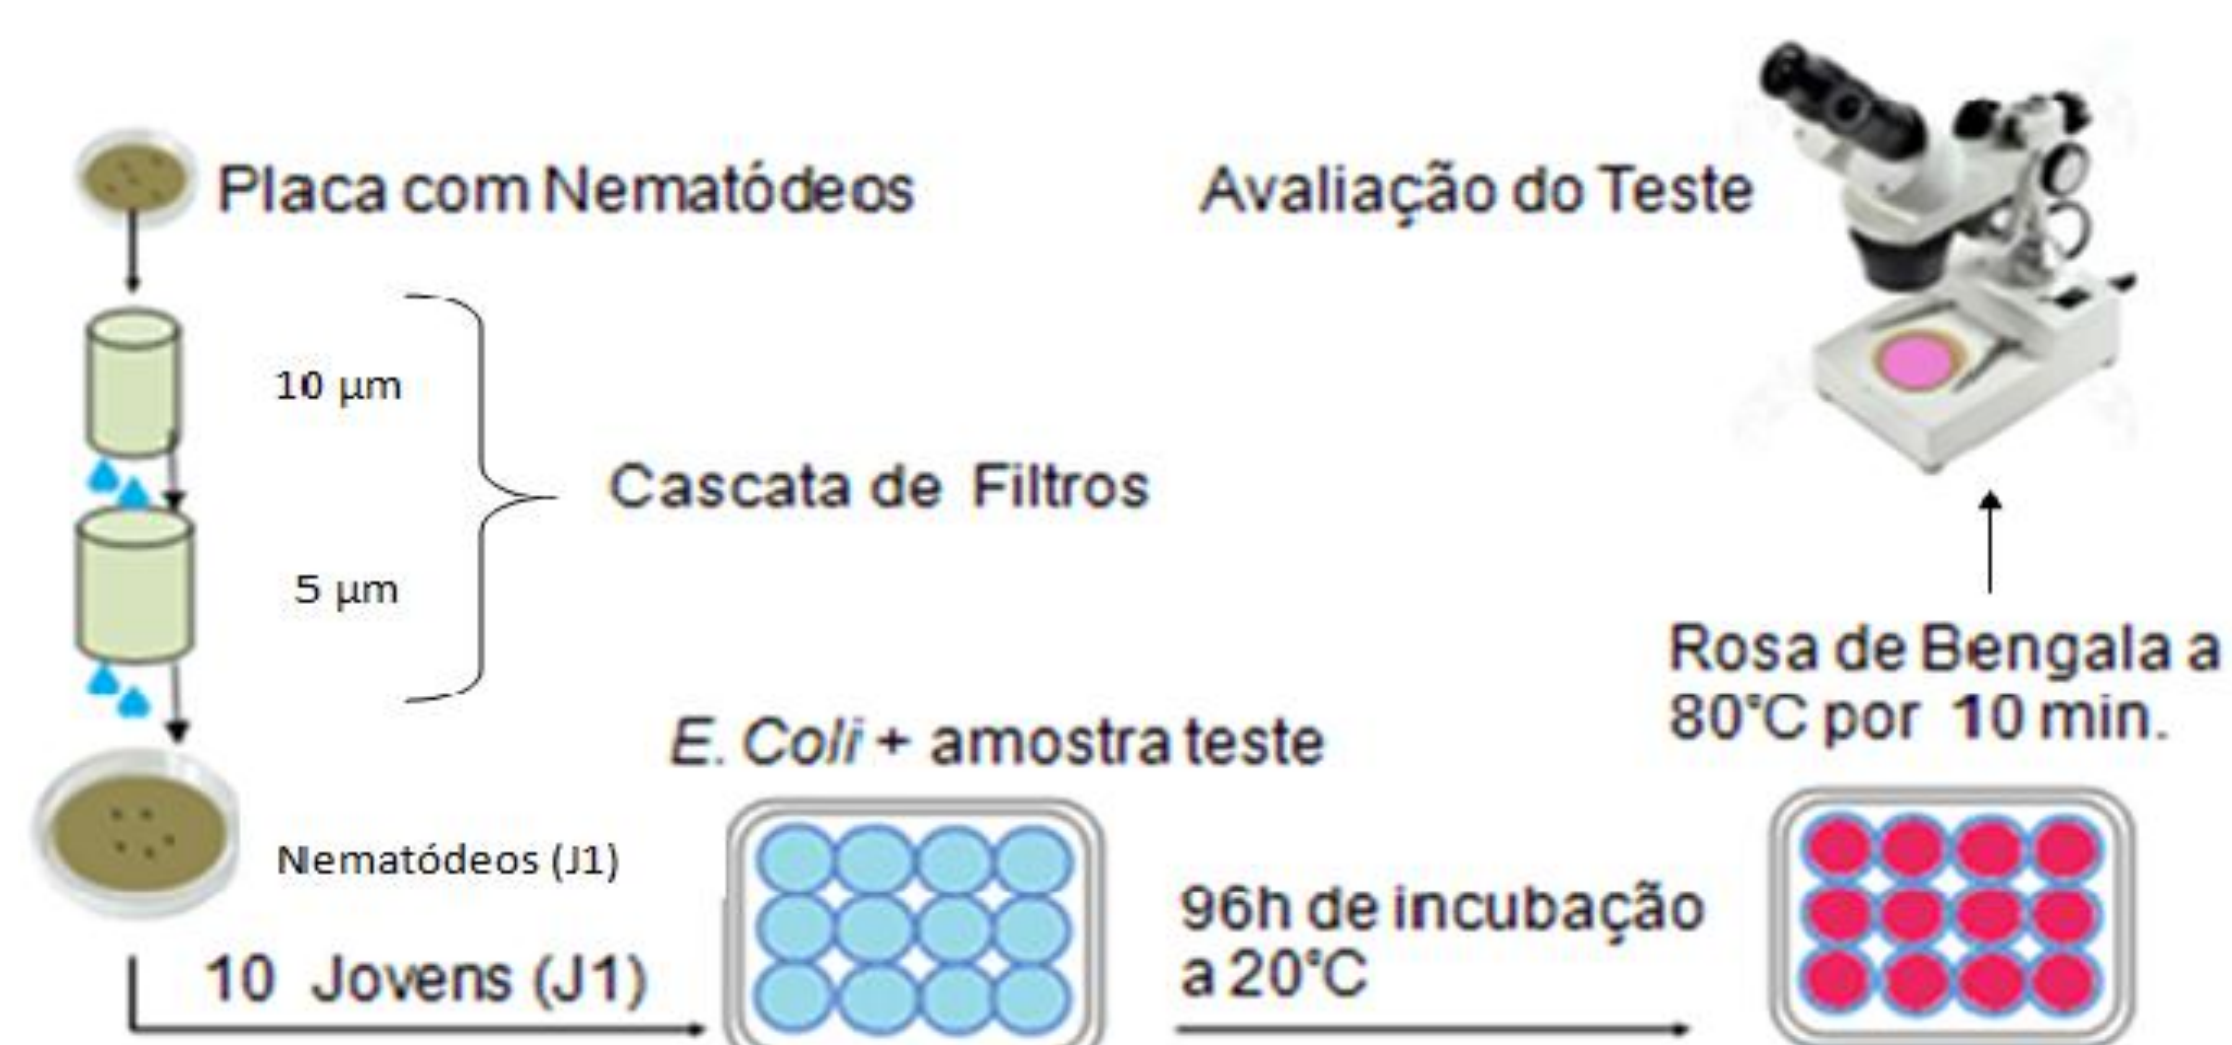 Placa com Nematódeos
Avaliação do Teste
10 µm
Cascata de Filtros
5 µm
Rosa de Bengala a
80°C por 10 min.
E. Coli + amostra teste
Nematódeos (J1)
10 Jovens (J1)
96h de incubação
a 20°C